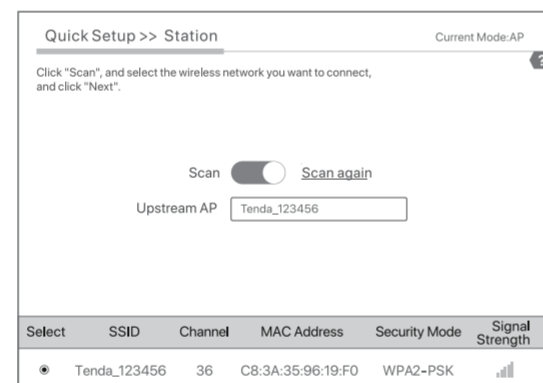 Quick Setup >> Station
Current Mode:AP
?
Click "Scan", and select the wireless network you want to connect,
and click "Next".
Scan Scan again
Upstream AP Tenda_123456
Select SSID Channel MAC Address Security Mode Signal Strength
Tenda_123456 36 C8:3A:35:96:19:F0 WPA2-PSK